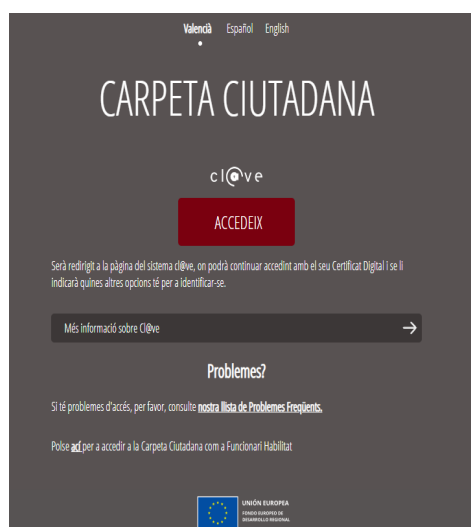 Valencià Español English
CARPETA CIUTADANA
cl@ve
ACCEDEIX
Serà redirigit a la pàgina del sistema cl@ve, on podrà continuar accedint amb el seu Certificat Digital i se li
indicarà quines altres opcions té per a identificar-se.
Més informació sobre Cl@ve →
Problemes?
Si té problemes d'accés, per favor, consulte nostra llista de Problemes Freqüents.
Polse ací per a accedir a la Carpeta Ciutadana com a Funcionari Habilitat
UNIÓN EUROPEA
FONDO EUROPEO DE
DESARROLLO REGIONAL